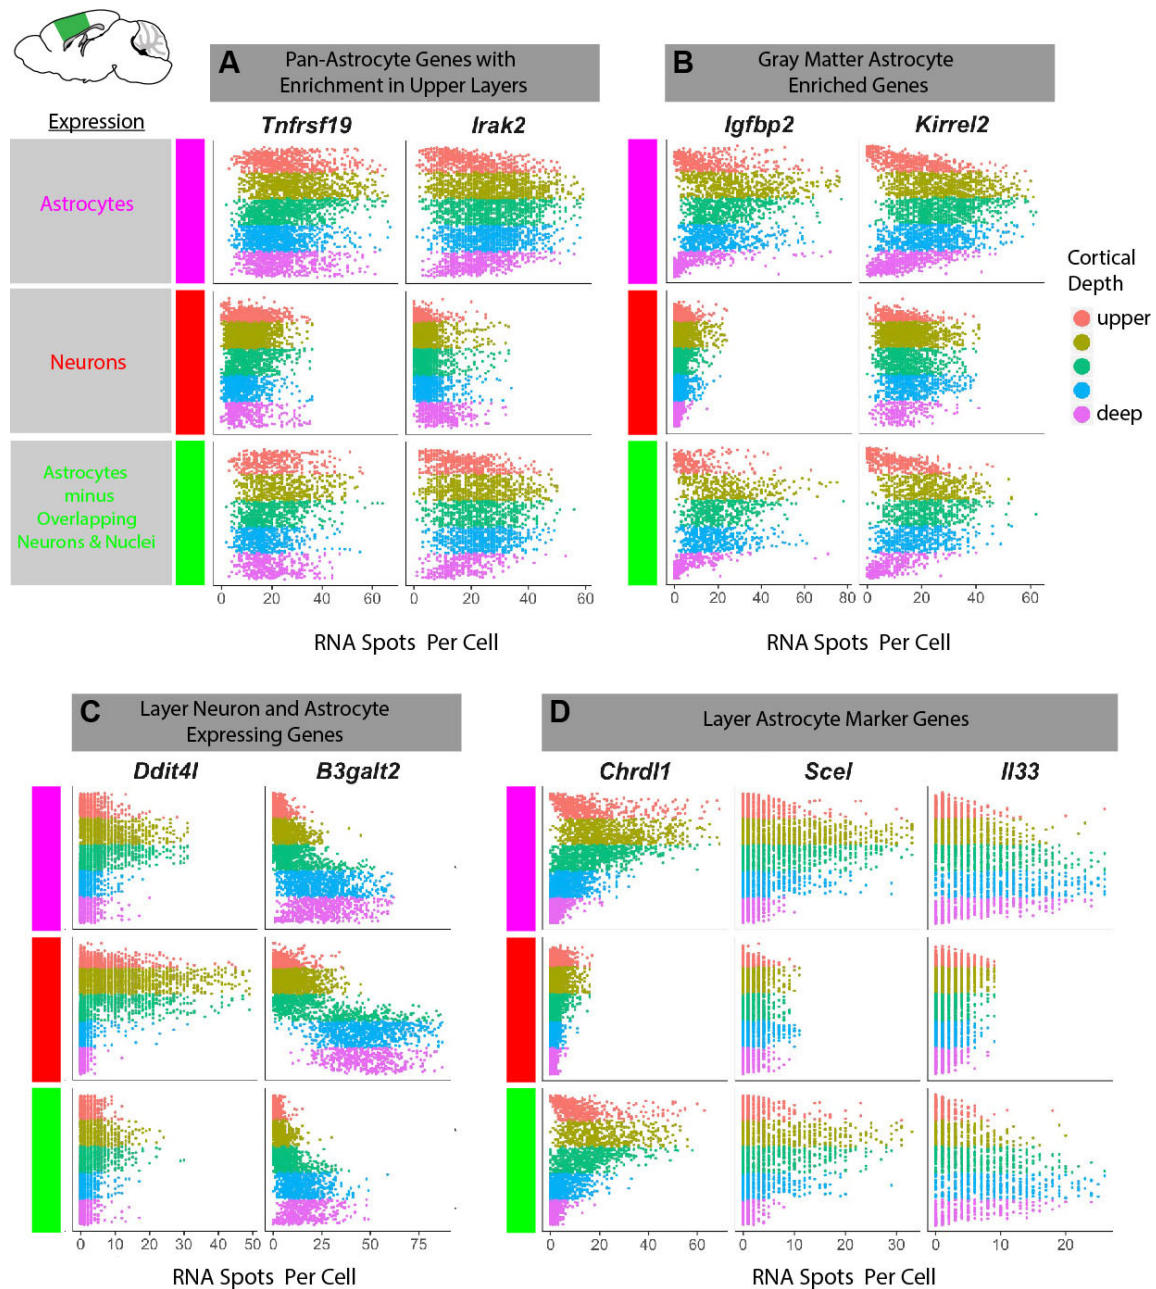 A
Pan-Astrocyte Genes with
Enrichment in Upper Layers
B
Gray Matter Astrocyte
Enriched Genes
Expression
Tnfrsf19
Irak2
Igfbp2
Kirrel2
Astrocytes
Neurons
Astrocytes
minus
Overlapping
Neurons & Nuclei
Cortical
Depth
upper
deep
0 20 40 60
0 20 40 60
0 20 40 60 80
0 20 40 60
RNA Spots Per Cell
RNA Spots Per Cell
C
Layer Neuron and Astrocyte
Expressing Genes
D
Layer Astrocyte Marker Genes
Ddit4l
B3galt2
Chrdl1
Scel
Il33
0 10 20 30 40 50
0 25 50 75
0 20 40 60
0 10 20 30
0 10 20
RNA Spots Per Cell
RNA Spots Per Cell